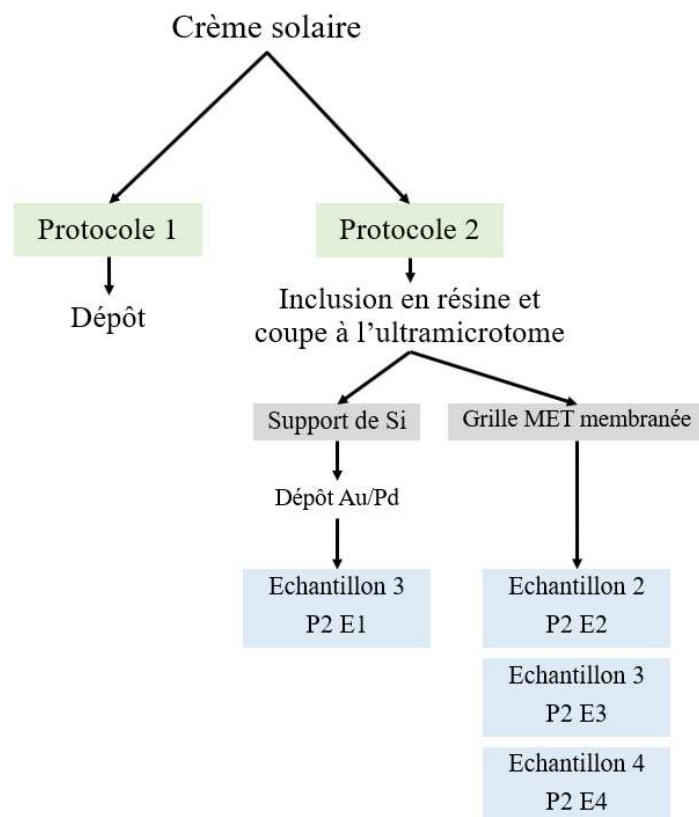 Crème solaire
Protocole 1
Protocole 2
Dépôt
Inclusion en résine et
coupe à l’ultramicrotome
Support de Si
Grille MET membranée
Dépôt Au/Pd
Echantillon 3
P2 E1
Echantillon 2
P2 E2
Echantillon 3
P2 E3
Echantillon 4
P2 E4